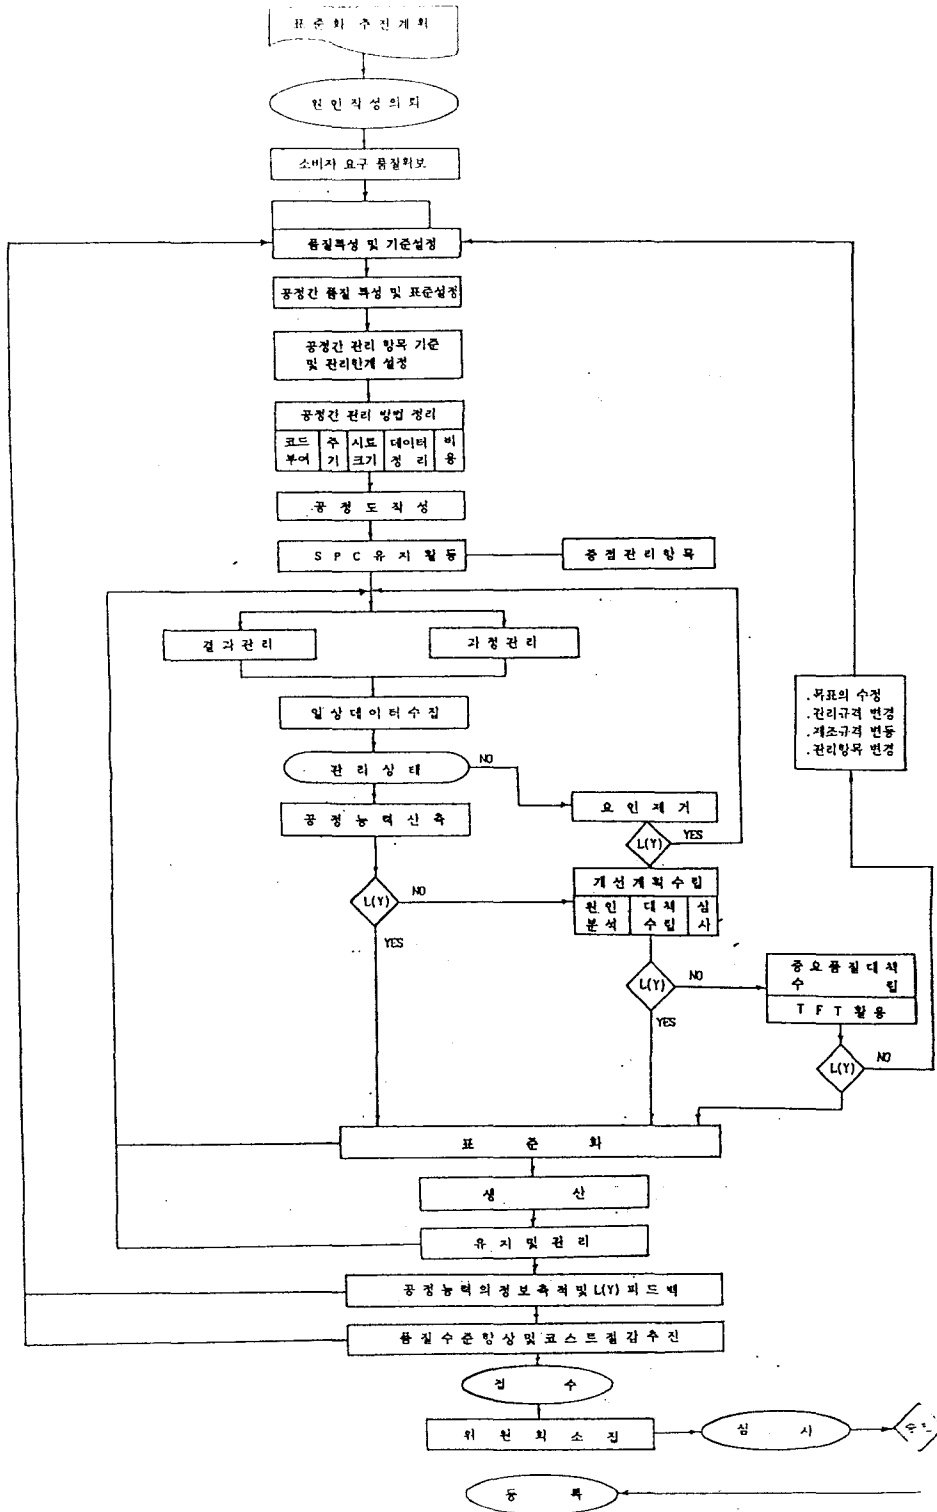 표준화 추진계획
원인작성의뢰
소비자 요구 품질확보
품질특성 및 기준설정
공정간 품질 특성 및 표준설정
공정간 관리 항목 기준
및 관리한계 설정
공정간 관리 방법 정리
코드 주 시료 데이터 비
부여 기 크기 정 리 용
공 정 도 작 성
S P C 유 지 활 동
중 점 관 리 항 목
결 과 관 리
과 정 관 리
일 상 데 이 터 수 집
.목표의 수정
.관리규격 변경
.제조규격 변동
.관리항목 변경
관 리 상 태
NO
요 인 제 거
공 정 능 력 신 축
L(Y)
YES
개 선 계 획 수 립
원 인 대 책 심
분 석 수 립 사
L(Y)
NO
YES
중 요 품 질 대 책
수 립
T F T 활 용
L(Y)
NO
YES
L(Y)
NO
표 준 화
생 산
유 지 및 관 리
공 정 능 력 의 정 보 축 적 및 L(Y) 피 드 백
품 질 수 준 향 상 및 코 스 트 절 감 추 진
접 수
위 원 회 소 집
심 사
등 록